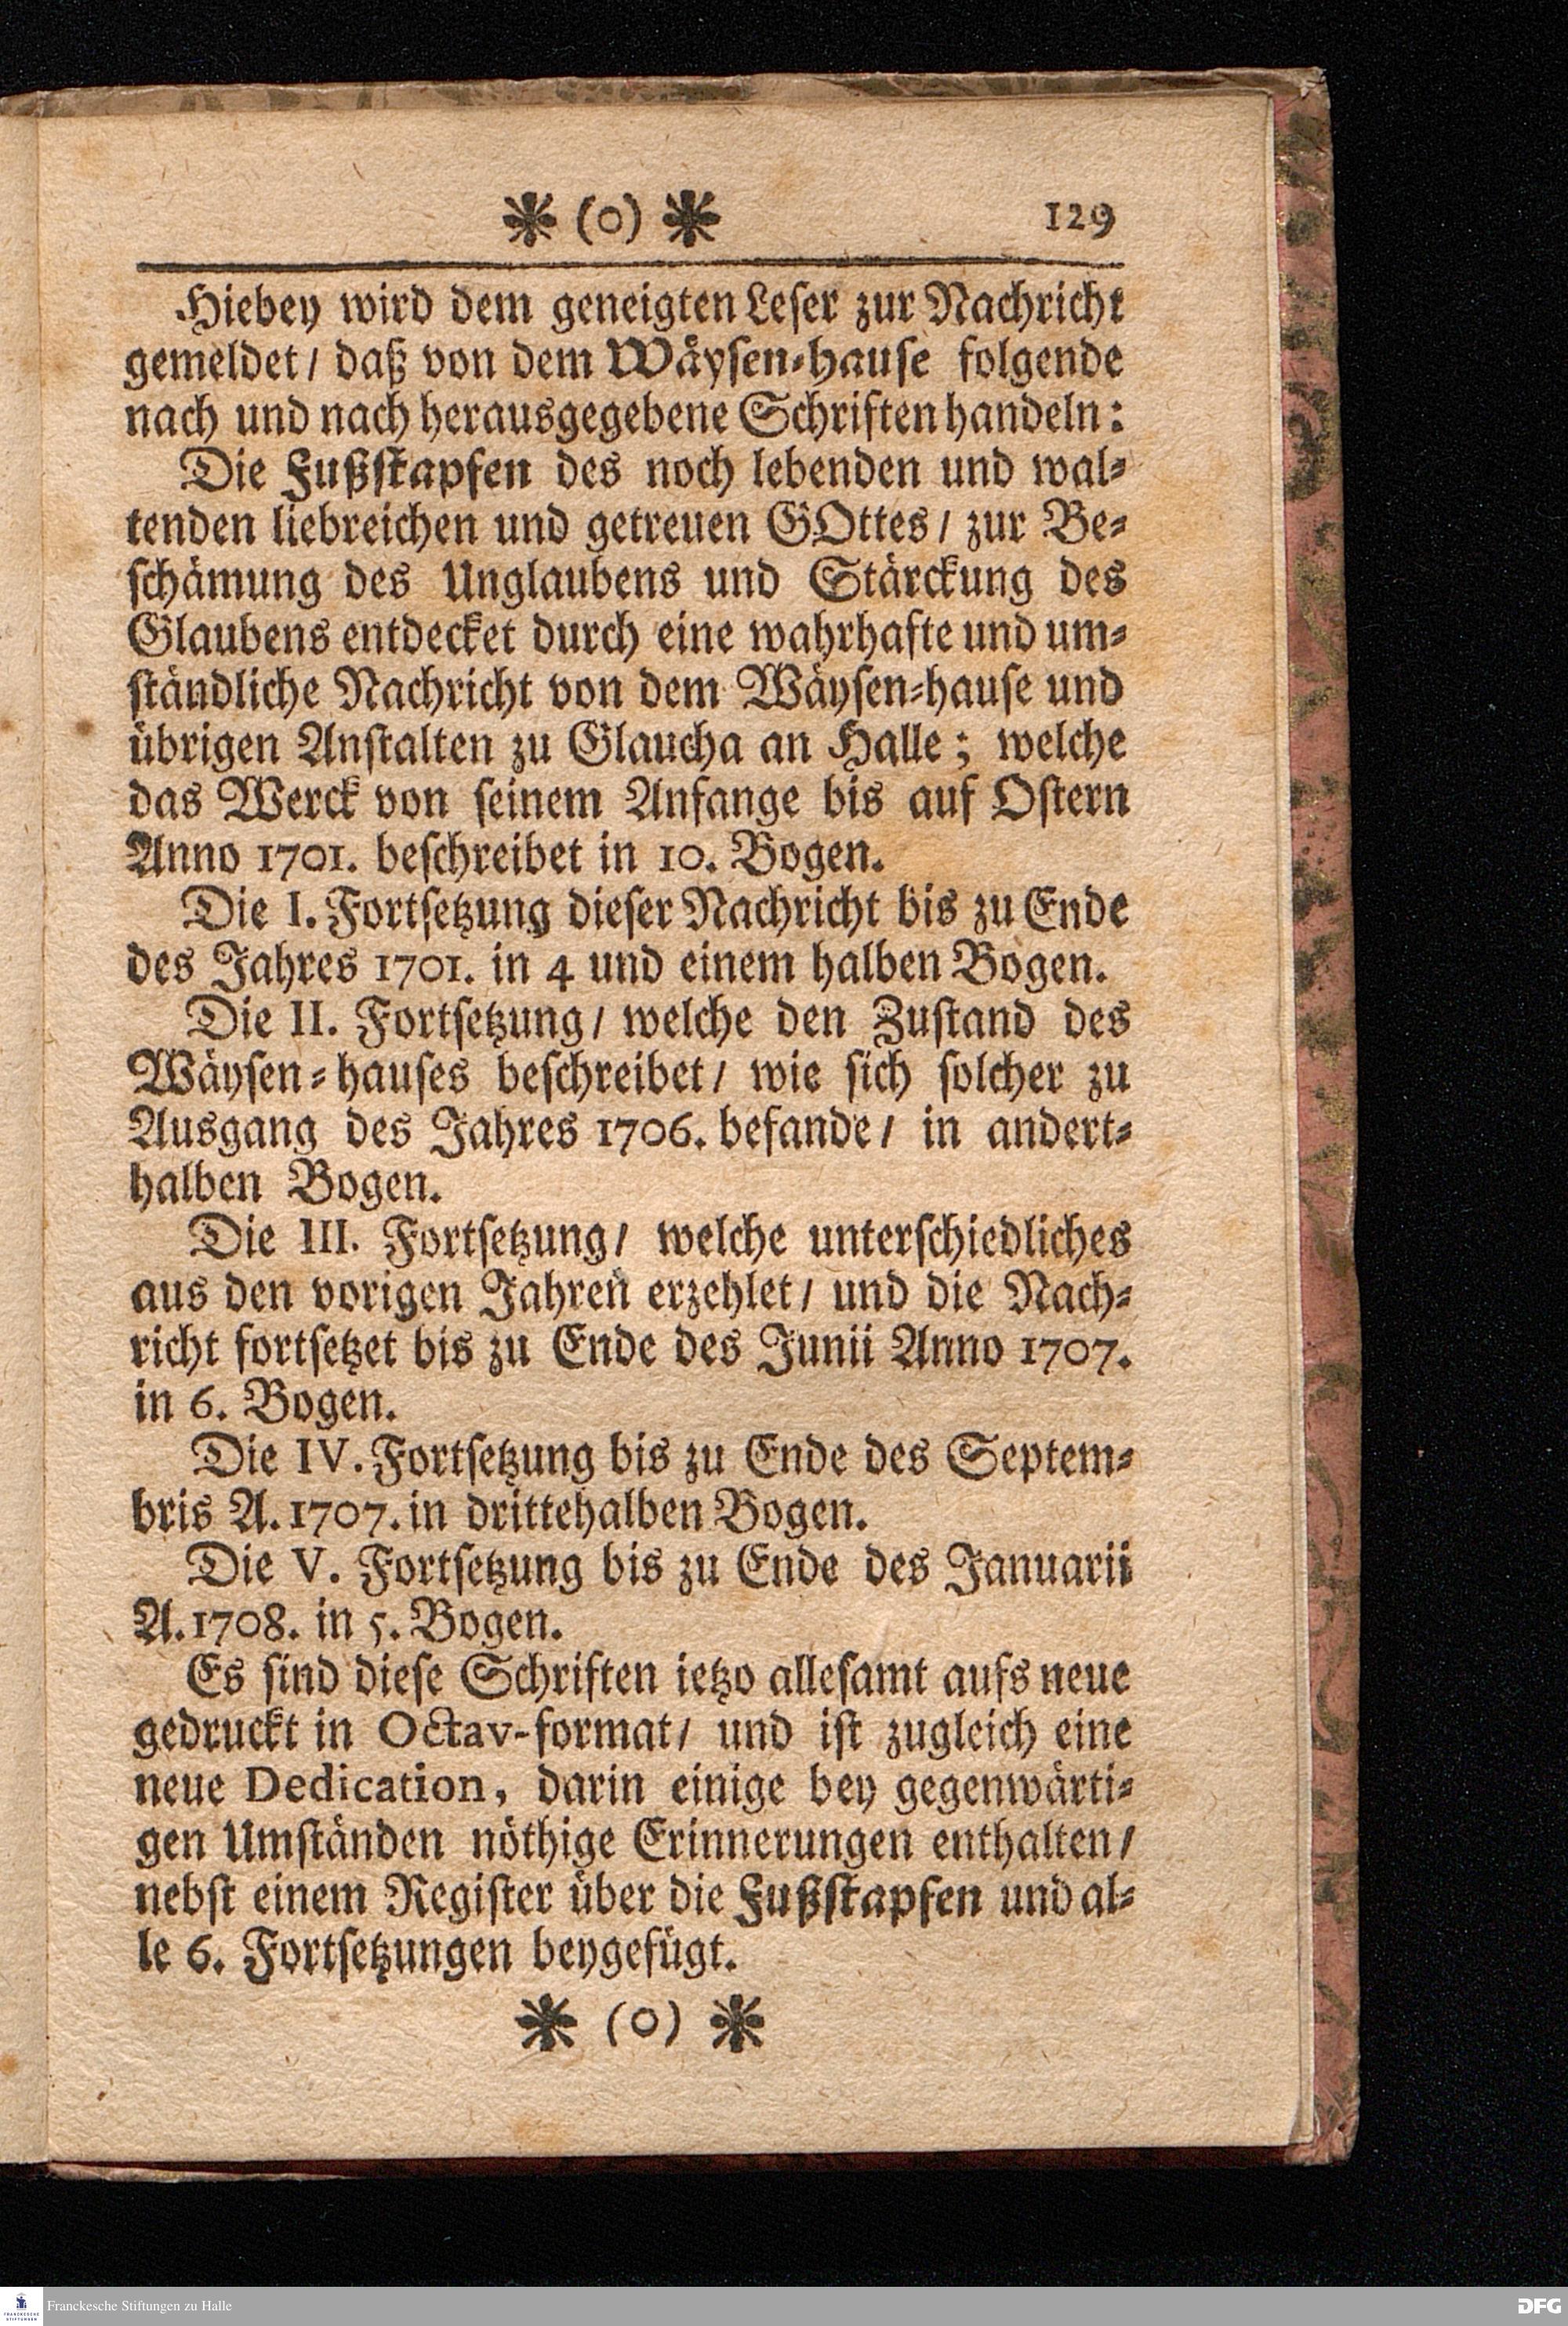 * (o) * 129
Hiebey wird dem geneigten Leser zur Nachricht
gemeldet / daß von dem Wäysen-hause folgende
nach und nach herausgegebene Schriften handeln:
Die Fußstapfen des noch lebenden und wal-
tenden liebreichen und getreuen GOttes / zur Be-
schämung des Unglaubens und Stärckung des
Glaubens entdecket durch eine wahrhafte und um-
ständliche Nachricht von dem Wäysen-hause und
übrigen Anstalten zu Glaucha an Halle; welche
das Werck von seinem Anfange bis auf Ostern
Anno 1701. beschreibet in 10. Bogen.
Die I. Fortsetzung dieser Nachricht bis zu Ende
des Jahres 1701. in 4 und einem halben Bogen.
Die II. Fortsetzung / welche den Zustand des
Wäysen-hauses beschreibet / wie sich solcher zu
Ausgang des Jahres 1706. befande / in andert-
halben Bogen.
Die III. Fortsetzung / welche unterschiedliches
aus den vorigen Jahren erzehlet / und die Nach-
richt fortsetzet bis zu Ende des Junii Anno 1707.
in 6. Bogen.
Die IV. Fortsetzung bis zu Ende des Septem-
bris A. 1707. in drittehalben Bogen.
Die V. Fortsetzung bis zu Ende des Januarii
A. 1708. in 5. Bogen.
Es sind diese Schriften ietzo allesamt aufs neue
gedruckt in Octav-format / und ist zugleich eine
neue Dedication, darin einige bey gegenwärti-
gen Umständen nöthige Erinnerungen enthalten /
nebst einem Register über die Fußstapfen und al-
le 6. Fortsetzungen beygefügt.
* (o) *
FRANCKESCHE
STIFTUNGEN
Franckesche Stiftungen zu Halle
DFG